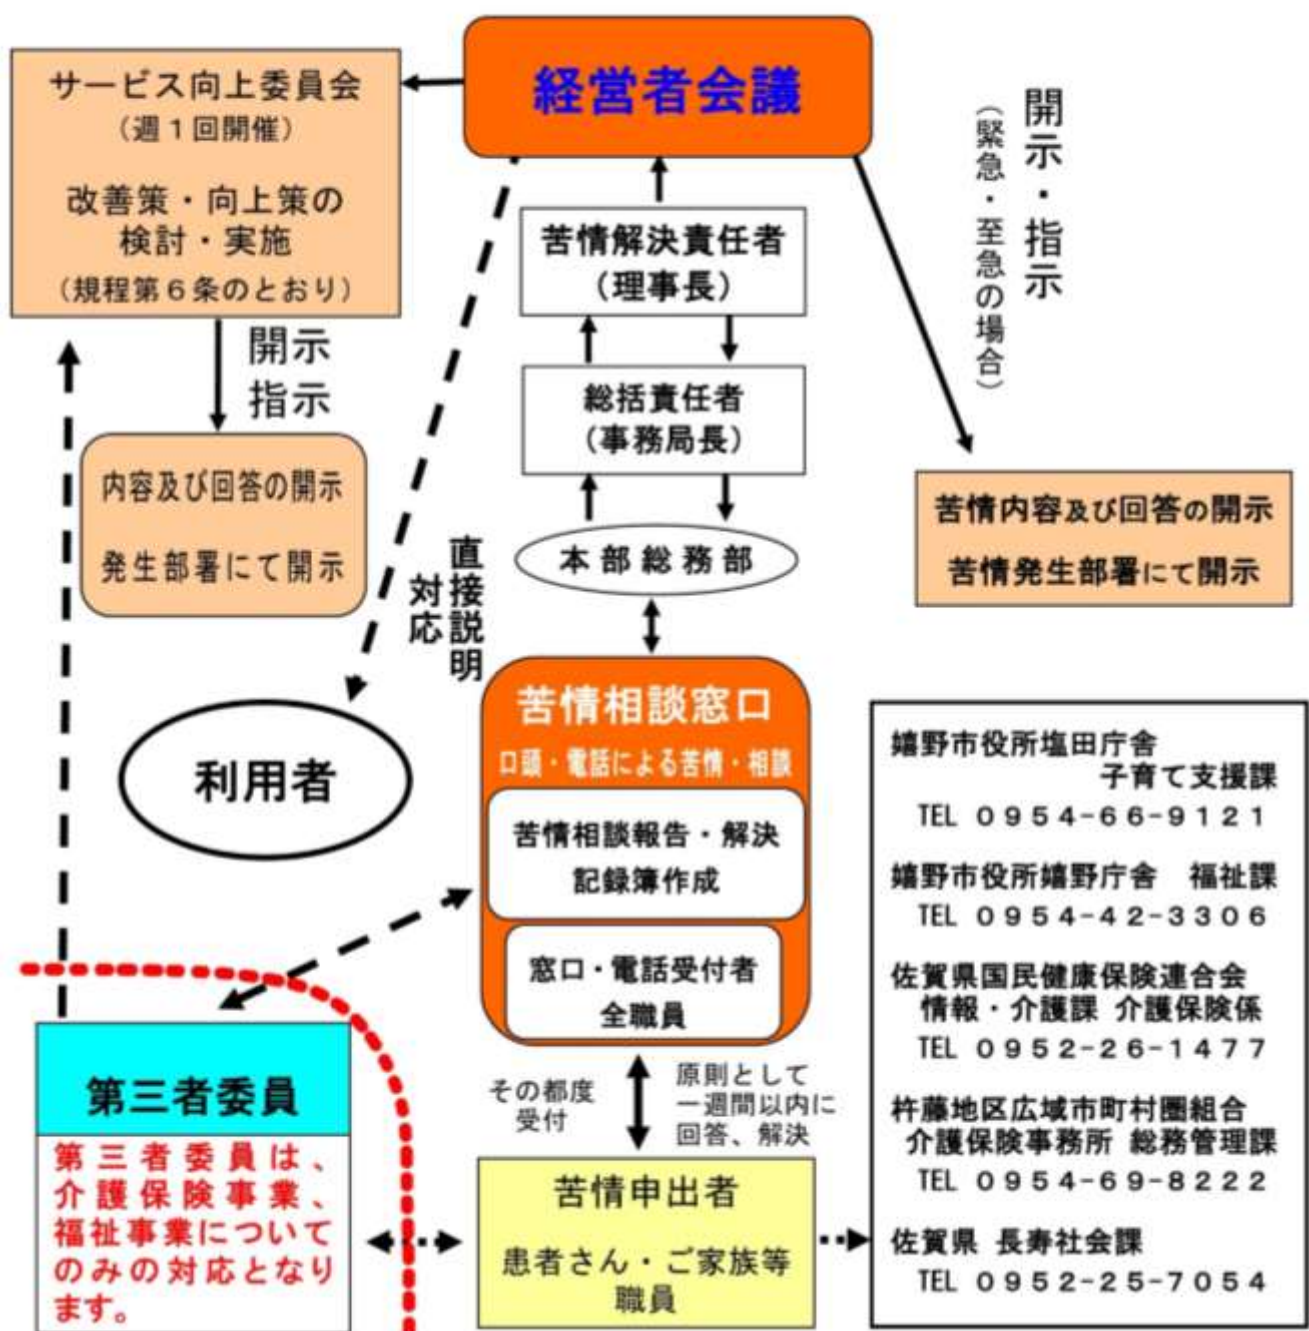 経営者会議
サービス向上委員会
（週１回開催）
改善策・向上策の
検討・実施
（規程第６条のとおり）
開示
指示
内容及び回答の開示
発生部署にて開示
苦情解決責任者
（理事長）
総括責任者
（事務局長）
本部総務部
開示・指示
（緊急・至急の場合）
苦情内容及び回答の開示
苦情発生部署にて開示
直接説明
対応
利用者
苦情相談窓口
口頭・電話による苦情・相談
苦情相談報告・解決
記録簿作成
窓口・電話受付者
全職員
その都度
受付
原則として
一週間以内に
回答、解決
第三者委員
第三者委員は、
介護保険事業、
福祉事業について
のみの対応となり
ます。
苦情申出者
患者さん・ご家族等
職員
嬉野市役所塩田庁舎
子育て支援課
TEL ０９５４-６６-９１２１
嬉野市役所嬉野庁舎　福祉課
TEL ０９５４-４２-３３０６
佐賀県国民健康保険連合会
情報・介護課 介護保険係
TEL ０９５２-２６-１４７７
杵藤地区広域市町村圏組合
介護保険事務所 総務管理課
TEL ０９５４-６９-８２２２
佐賀県 長寿社会課
TEL ０９５２-２５-７０５４